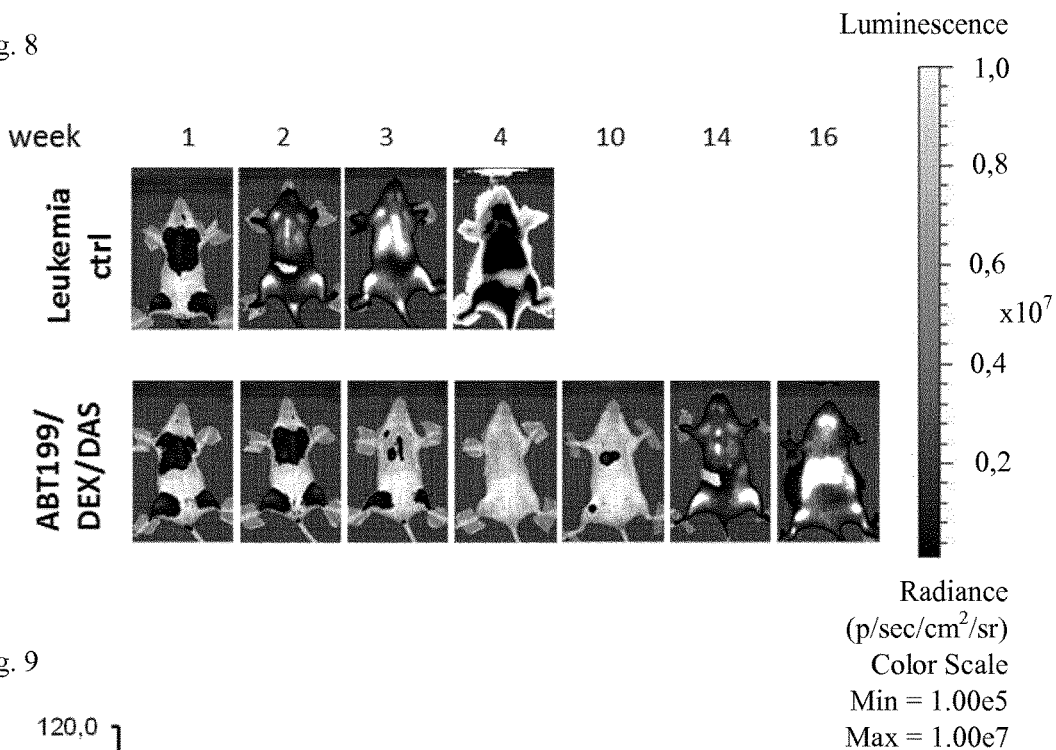 Luminescence
g. 8
1,0
week 1 2 3 4 10 14 16
0,8
Leukemia
ctrl
0,6
x10⁷
0,4
ABT199/
DEX/DAS
0,2
Radiance
(p/sec/cm²/sr)
g. 9
Color Scale
Min = 1.00e5
120,0
Max = 1.00e7